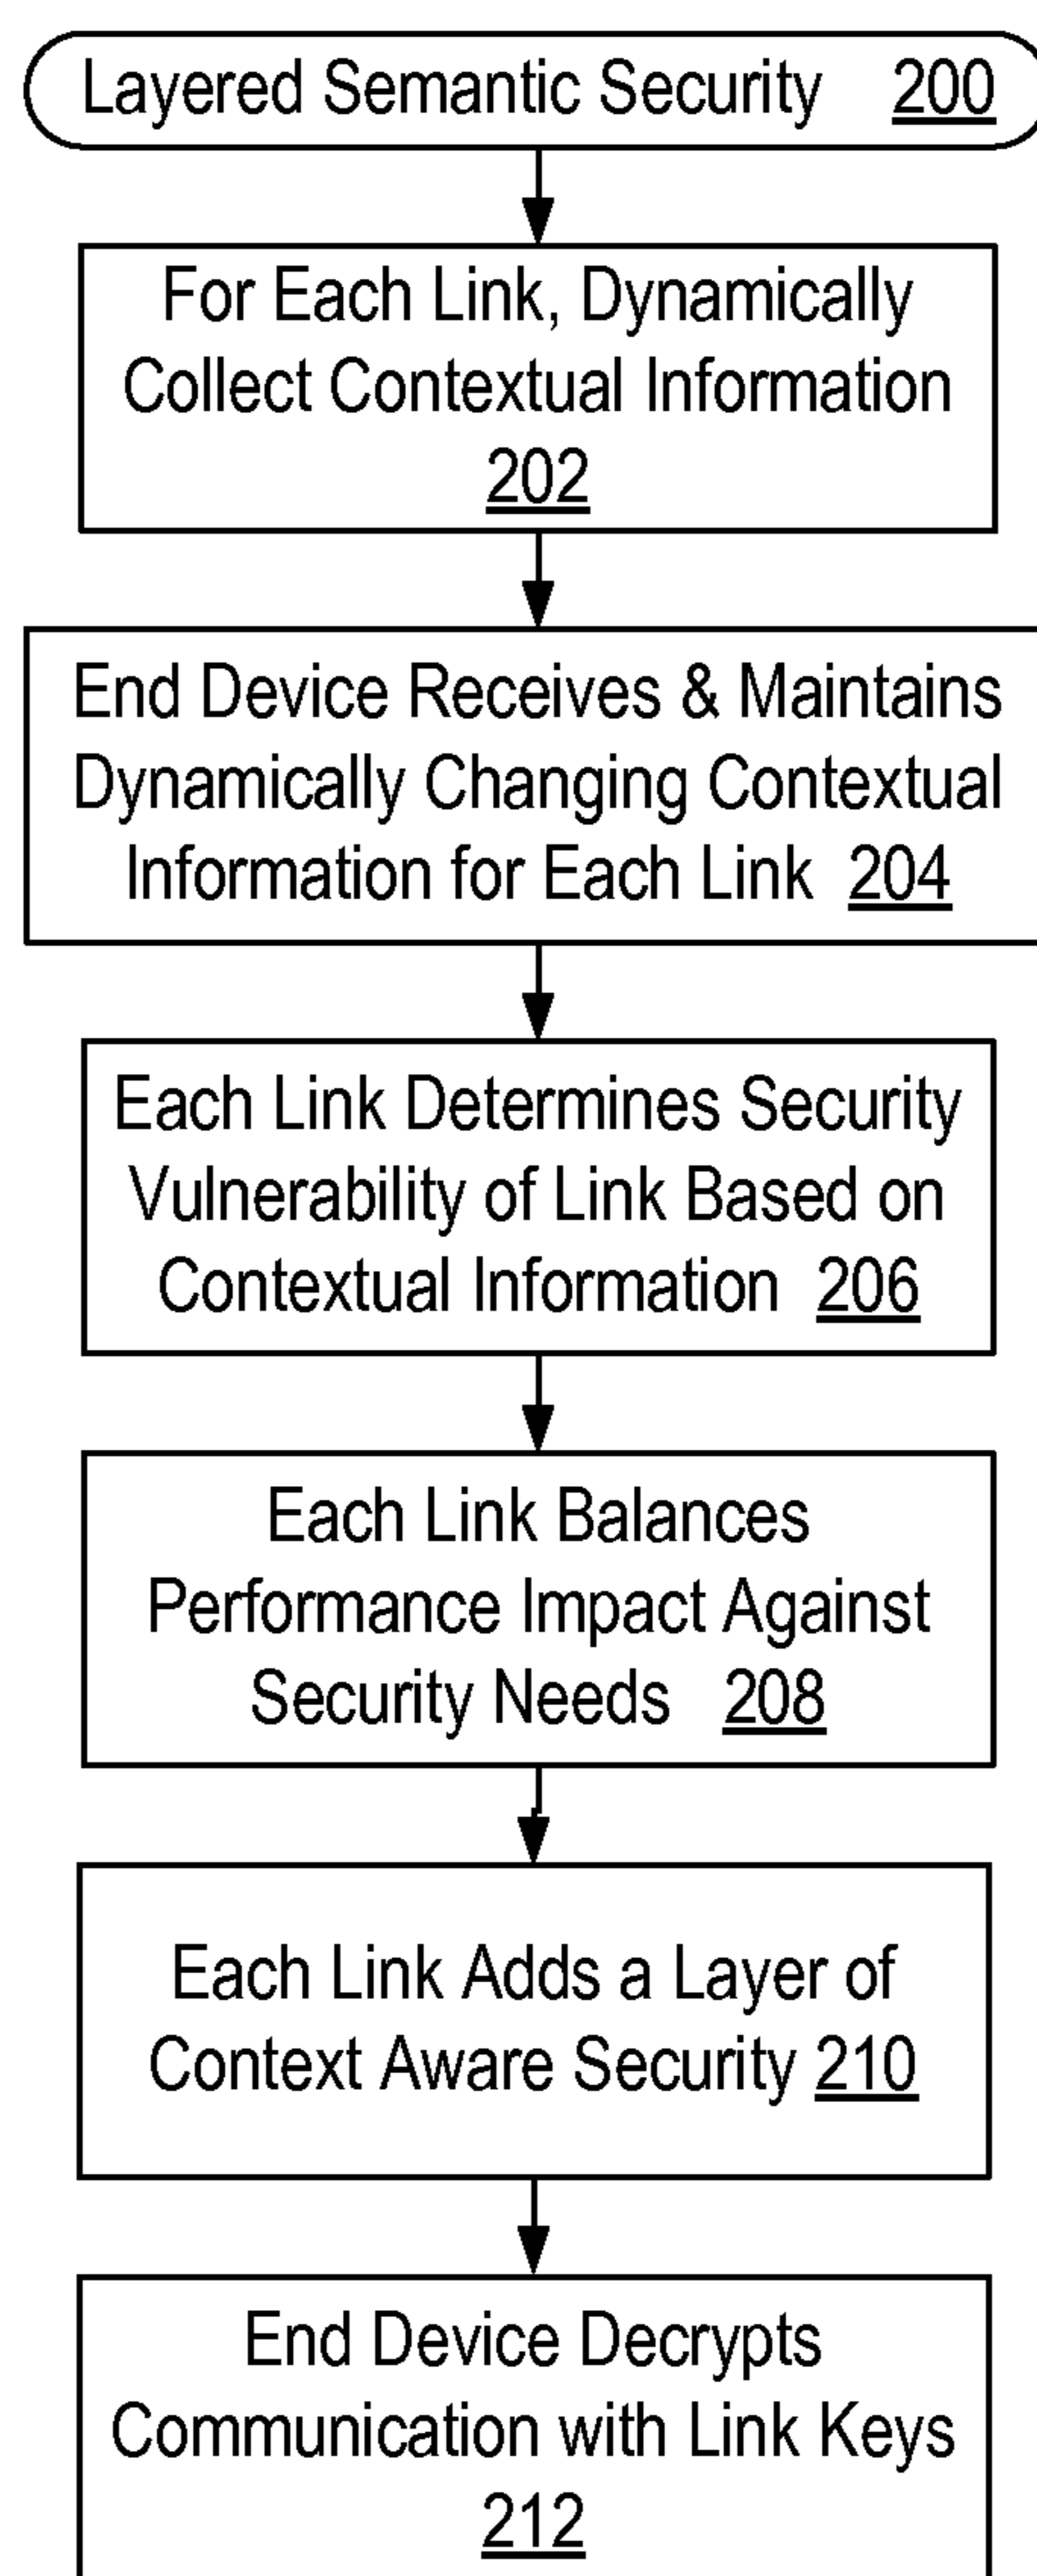 Layered Semantic Security 200
For Each Link, Dynamically
Collect Contextual Information
202
End Device Receives & Maintains
Dynamically Changing Contextual
Information for Each Link 204
Each Link Determines Security
Vulnerability of Link Based on
Contextual Information 206
Each Link Balances
Performance Impact Against
Security Needs 208
Each Link Adds a Layer of
Context Aware Security 210
End Device Decrypts
Communication with Link Keys
212